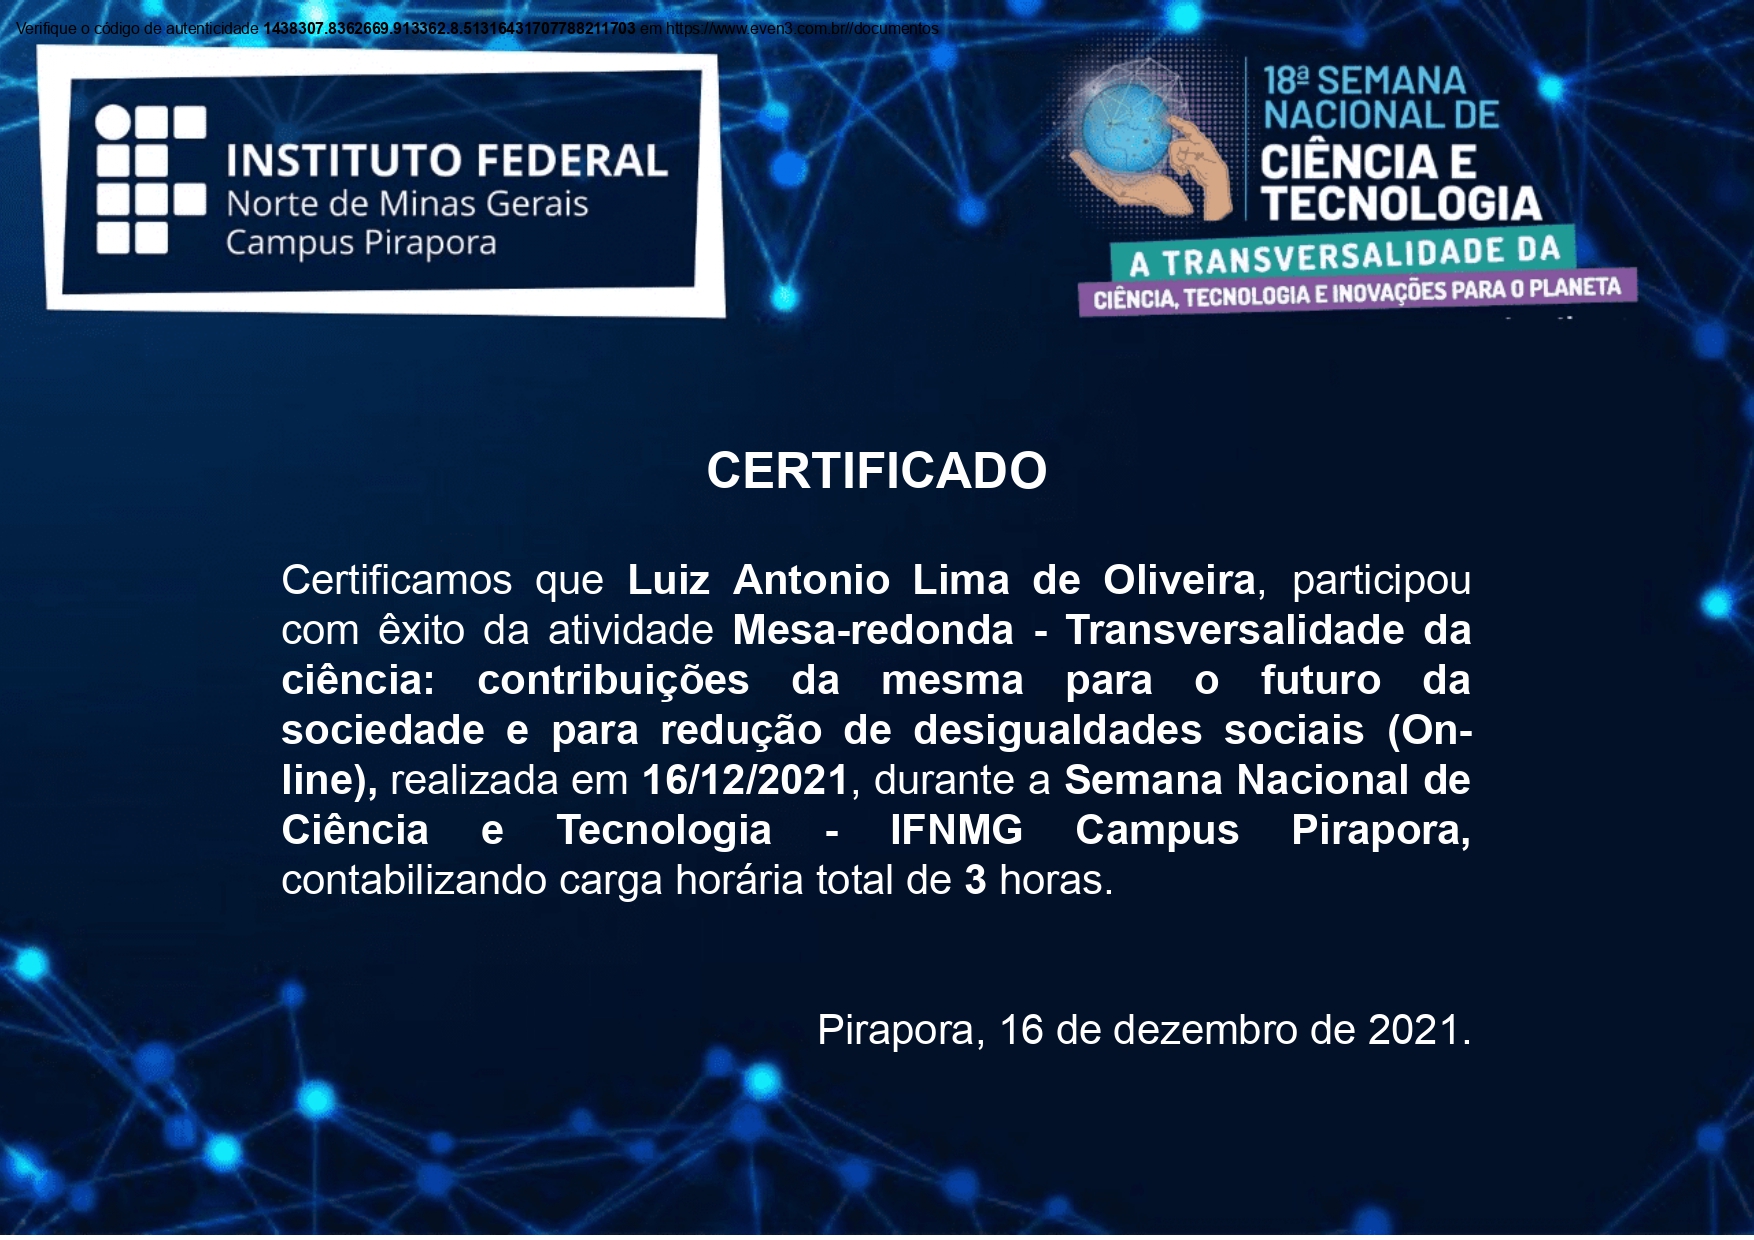 Verifique o código de autenticidade 1438307.8362669.913362.8.51316431707788211703 em https://www.even3.com.br//documentos
INSTITUTO FEDERAL
Norte de Minas Gerais
Campus Pirapora
18ª SEMANA
NACIONAL DE
CIÊNCIA E
TECNOLOGIA
A TRANSVERSALIDADE DA
CIÊNCIA, TECNOLOGIA E INOVAÇÕES PARA O PLANETA
CERTIFICADO
Certificamos que Luiz Antonio Lima de Oliveira, participou
com êxito da atividade Mesa-redonda - Transversalidade da
ciência: contribuições da mesma para o futuro da
sociedade e para redução de desigualdades sociais (On-
line), realizada em 16/12/2021, durante a Semana Nacional de
Ciência e Tecnologia - IFNMG Campus Pirapora,
contabilizando carga horária total de 3 horas.
Pirapora, 16 de dezembro de 2021.